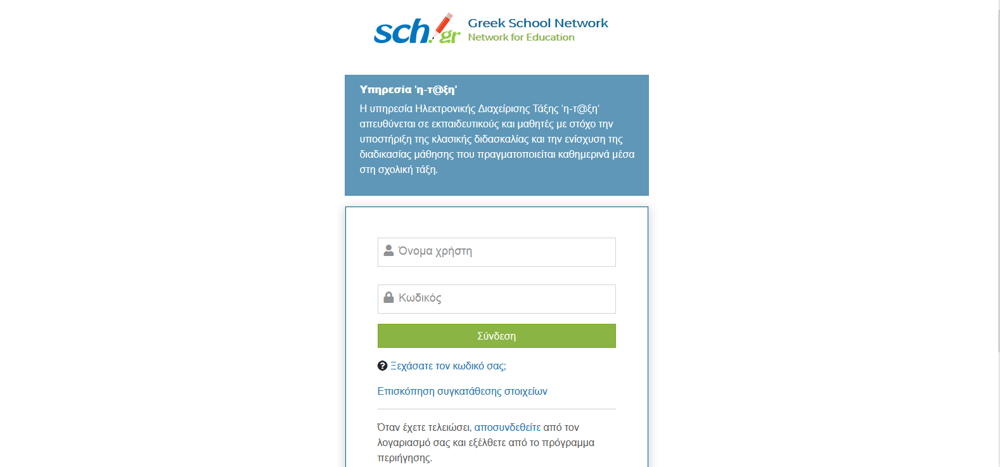 sch.gr
Greek School Network
Network for Education
Υπηρεσία 'η-τ@ξη'
Η υπηρεσία Ηλεκτρονικής Διαχείρισης Τάξης 'η-τ@ξη'
απευθύνεται σε εκπαιδευτικούς και μαθητές με στόχο την
υποστήριξη της κλασικής διδασκαλίας και την ενίσχυση της
διαδικασίας μάθησης που πραγματοποιείται καθημερινά μέσα
στη σχολική τάξη.
Όνομα χρήστη
Κωδικός
Σύνδεση
Ξεχάσατε τον κωδικό σας;
Επισκόπηση συγκατάθεσης στοιχείων
Όταν έχετε τελειώσει, αποσυνδεθείτε από τον
λογαριασμό σας και εξέλθετε από το πρόγραμμα
περιήγησης.